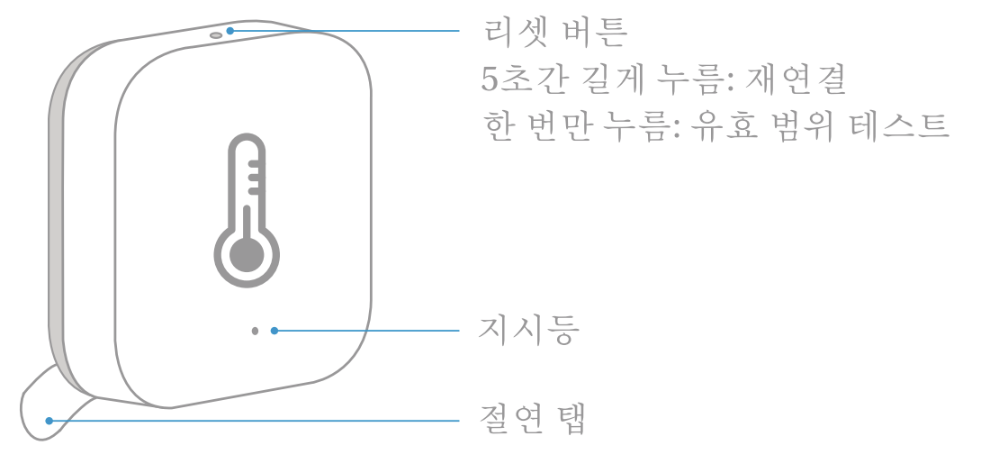 리셋 버튼
5초간 길게 누름: 재연결
한 번만 누름: 유효 범위 테스트
지시등
절연 탭